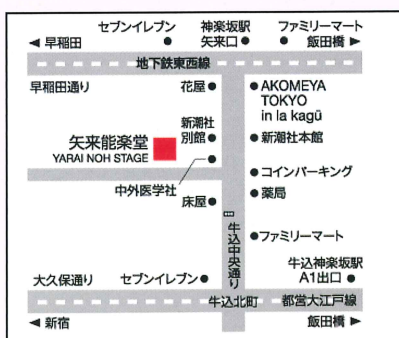 セブンイレブン
神楽坂駅
矢来口
ファミリーマート
◀ 早稲田
飯田橋 ▶
地下鉄東西線
早稲田通り
花屋
AKOMEYA
TOKYO
in la kagū
新潮社
別館
新潮社本館
矢来能楽堂
YARAI NOH STAGE
中外医学社
コインパーキング
薬局
床屋
牛込中央通り
ファミリーマート
牛込神楽坂駅
A1出口
大久保通り
セブンイレブン
牛込北町
都営大江戸線
◀ 新宿
飯田橋 ▶